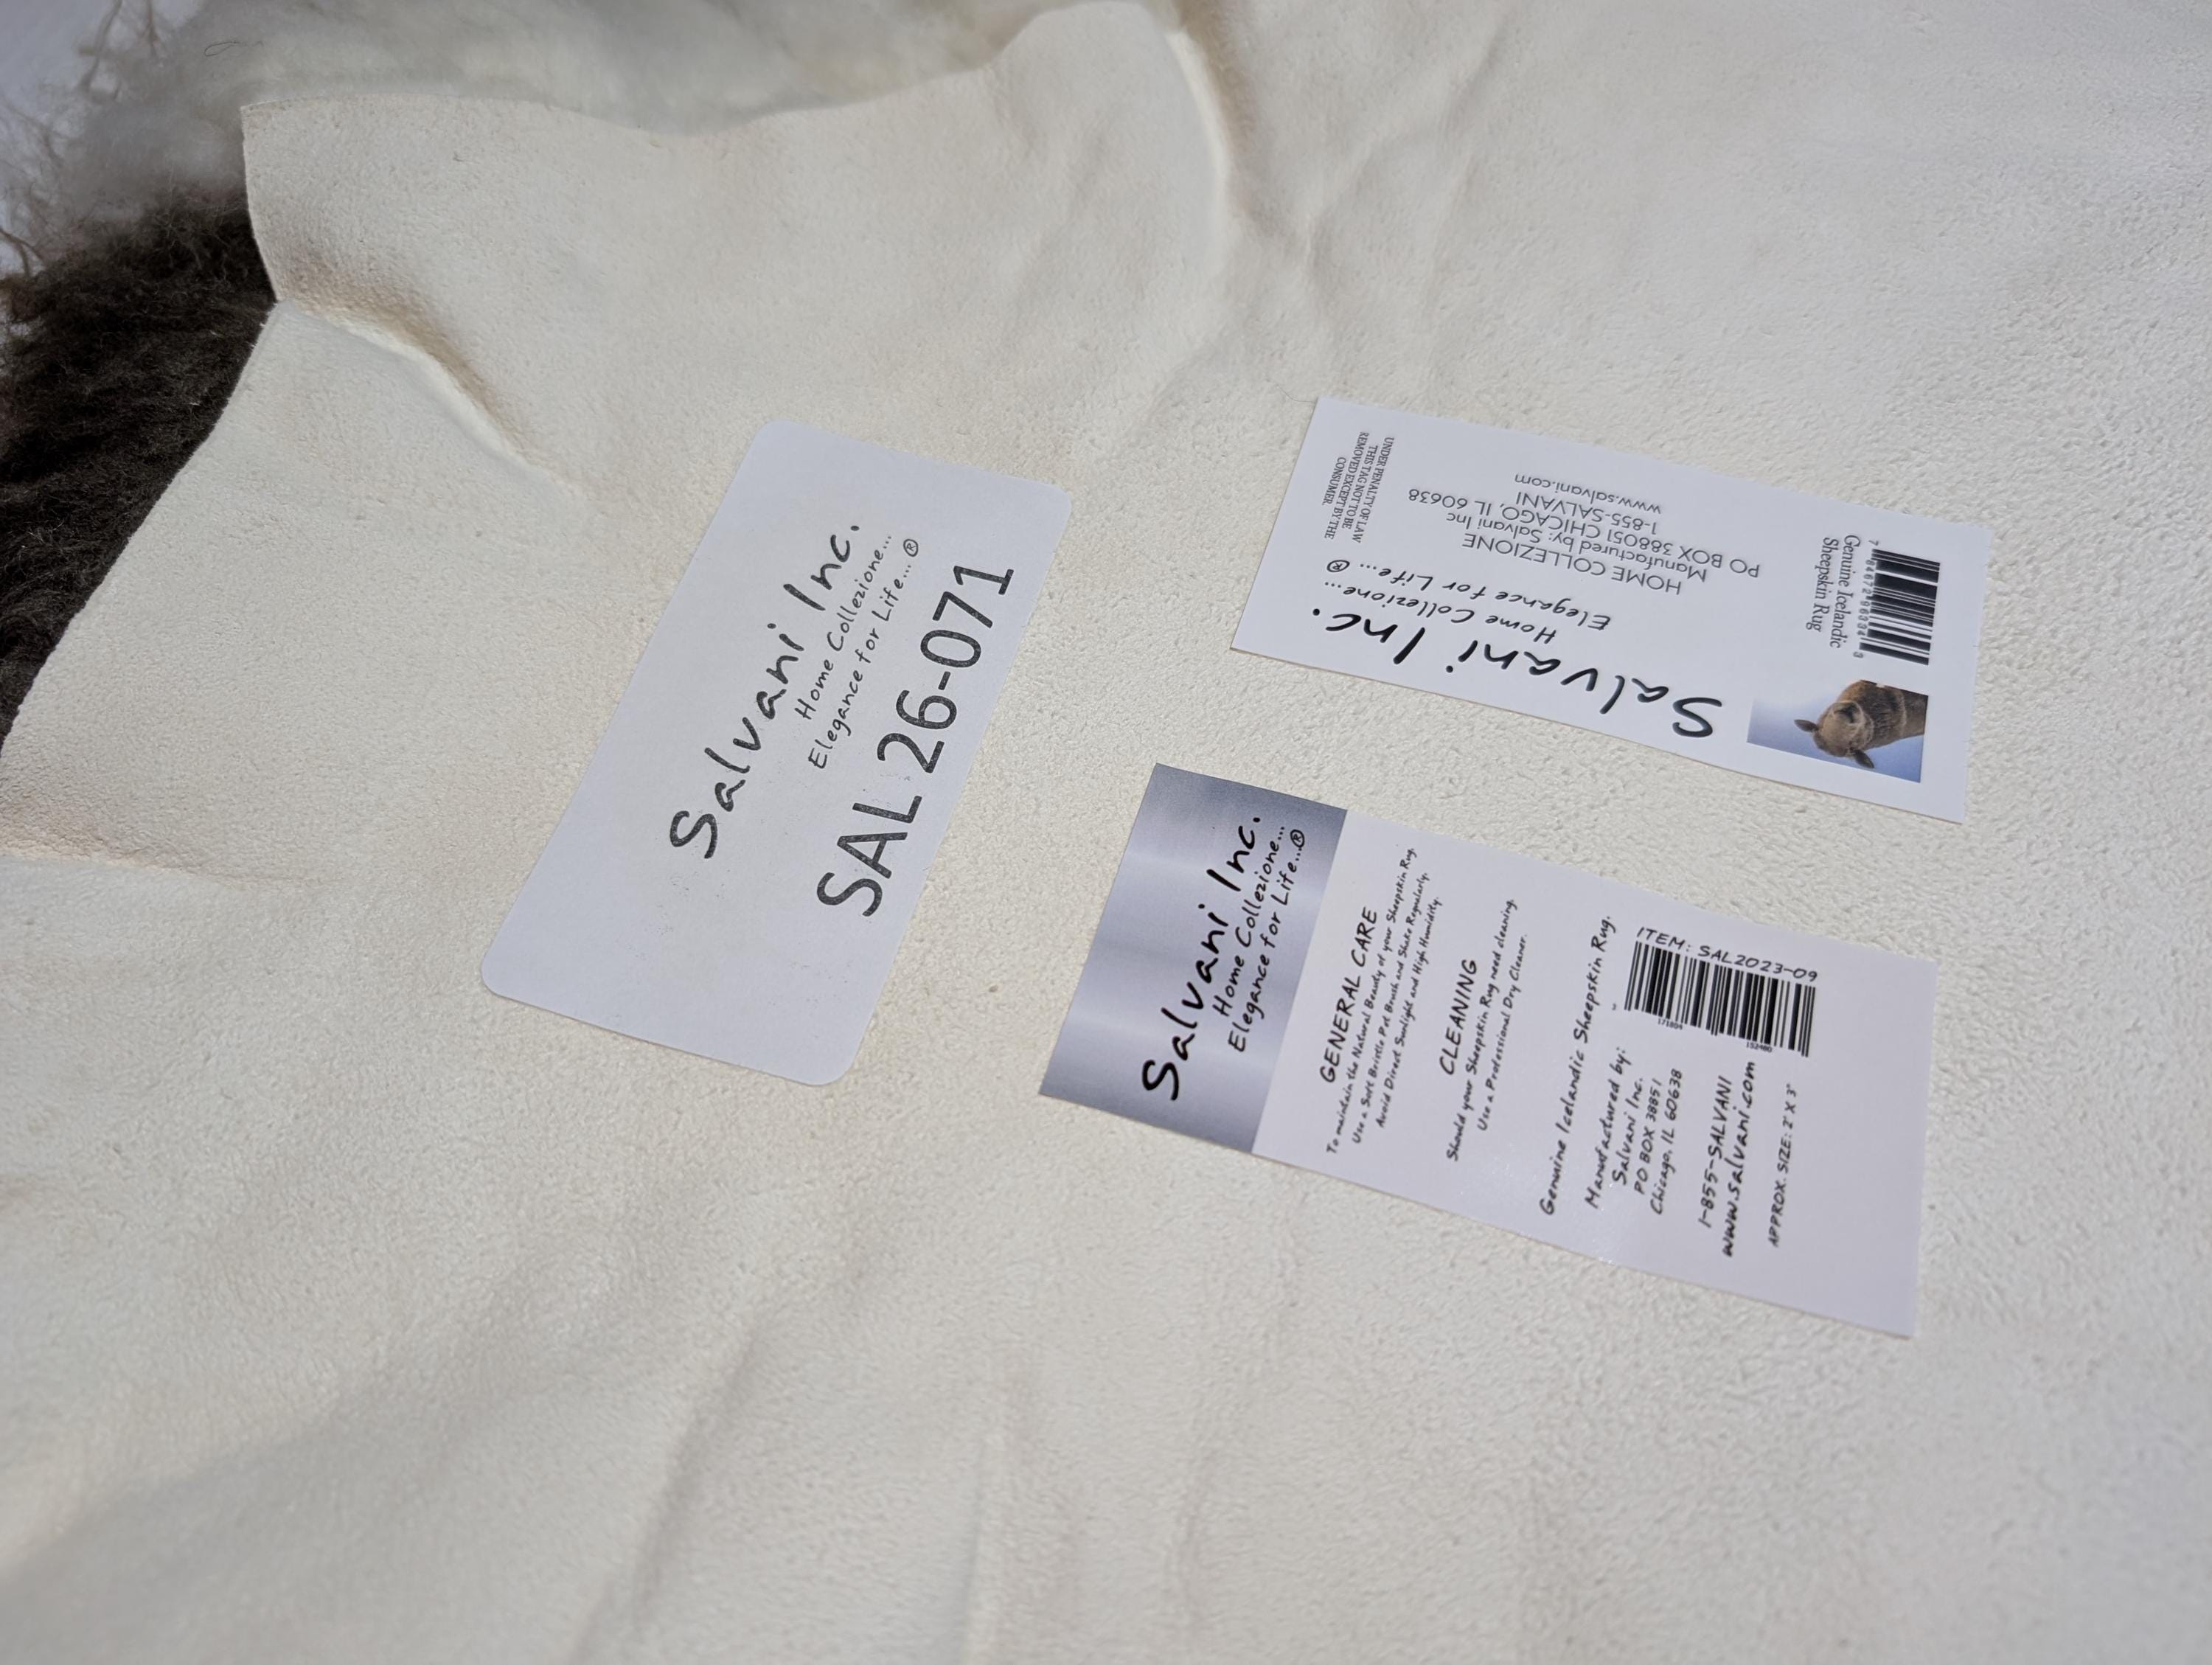 Salvani Inc.
Home Collezione...
Elegance for Life... ®
SAL 26-071
Salvani Inc.
Home Collezione...
Elegance for Life... ®
HOME COLLEZIONE
Manufactured by: Salvani Inc
PO BOX 388051 CHICAGO, IL 60638
1-855-SALVANI
www.salvani.com
UNDER PENALTY OF LAW
THIS TAG NOT TO BE
REMOVED EXCEPT BY THE
CONSUMER.
Genuine Icelandic
Sheepskin Rug
Salvani Inc.
Home Collezione...
Elegance for Life...®
GENERAL CARE
To maintain the Natural Beauty of your Sheepskin Rug.
Use a Soft Bristle Pet Brush and Shake Regularly.
Avoid Direct Sunlight and High Humidity.
CLEANING
Should your Sheepskin Rug need cleaning,
Use a Professional Dry Cleaner.
Genuine Icelandic Sheepskin Rug.
Manufactured by:
Salvani Inc.
PO BOX 38851
Chicago, IL 60638
1-855-SALVANI
www.salvani.com
APPROX. SIZE: 2' X 3'
ITEM: SAL2023-09
171804
152480